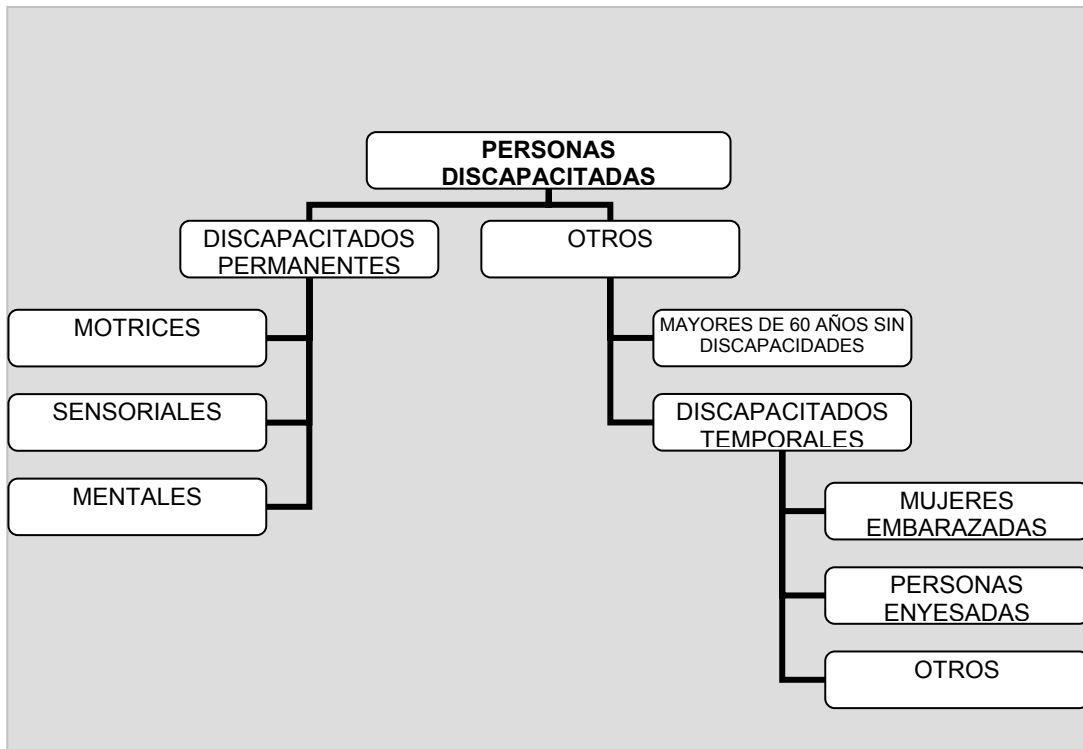 PERSONAS
DISCAPACITADAS
DISCAPACITADOS
PERMANENTES
OTROS
MOTRICES
SENSORIALES
MENTALES
MAYORES DE 60 AÑOS SIN
DISCAPACIDADES
DISCAPACITADOS
TEMPORALES
MUJERES
EMBARAZADAS
PERSONAS
ENYESADAS
OTROS